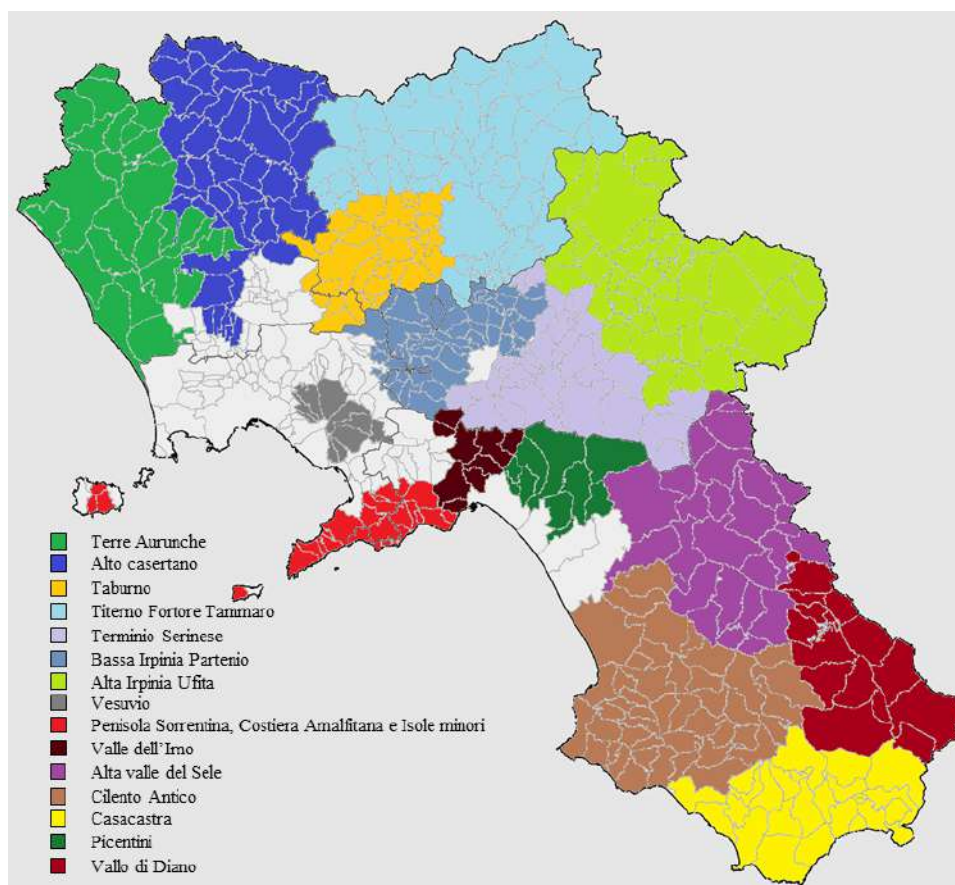 Terre Aurunche
Alto casertano
Taburno
Titerno Fortore Tammaro
Terminio Serinese
Bassa Irpinia Partenio
Alta Irpinia Ufita
Vesuvio
Penisola Sorrentina, Costiera Amalfitana e Isole minori
Valle dell’Irno
Alta valle del Sele
Cilento Antico
Casacastra
Picentini
Vallo di Diano